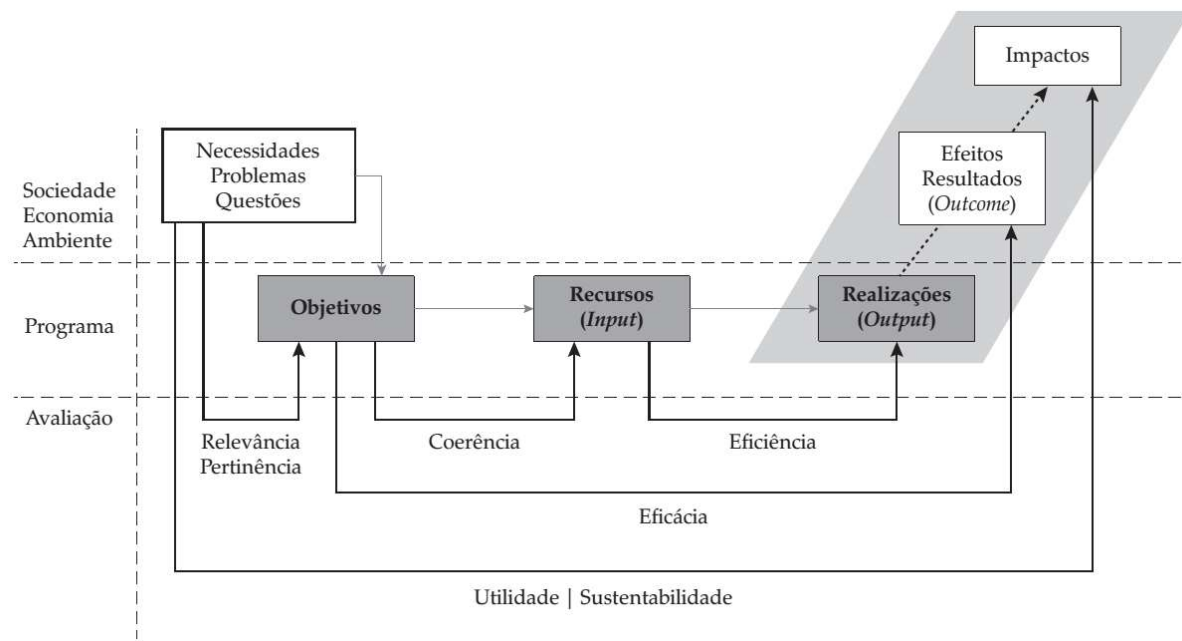 Impactos
Necessidades
Problemas
Questões
Efeitos
Resultados
(Outcome)
Sociedade
Economia
Ambiente
Objetivos
Recursos
(Input)
Realizações
(Output)
Programa
Avaliação
Relevância
Pertinência
Coerência
Eficiência
Eficácia
Utilidade | Sustentabilidade